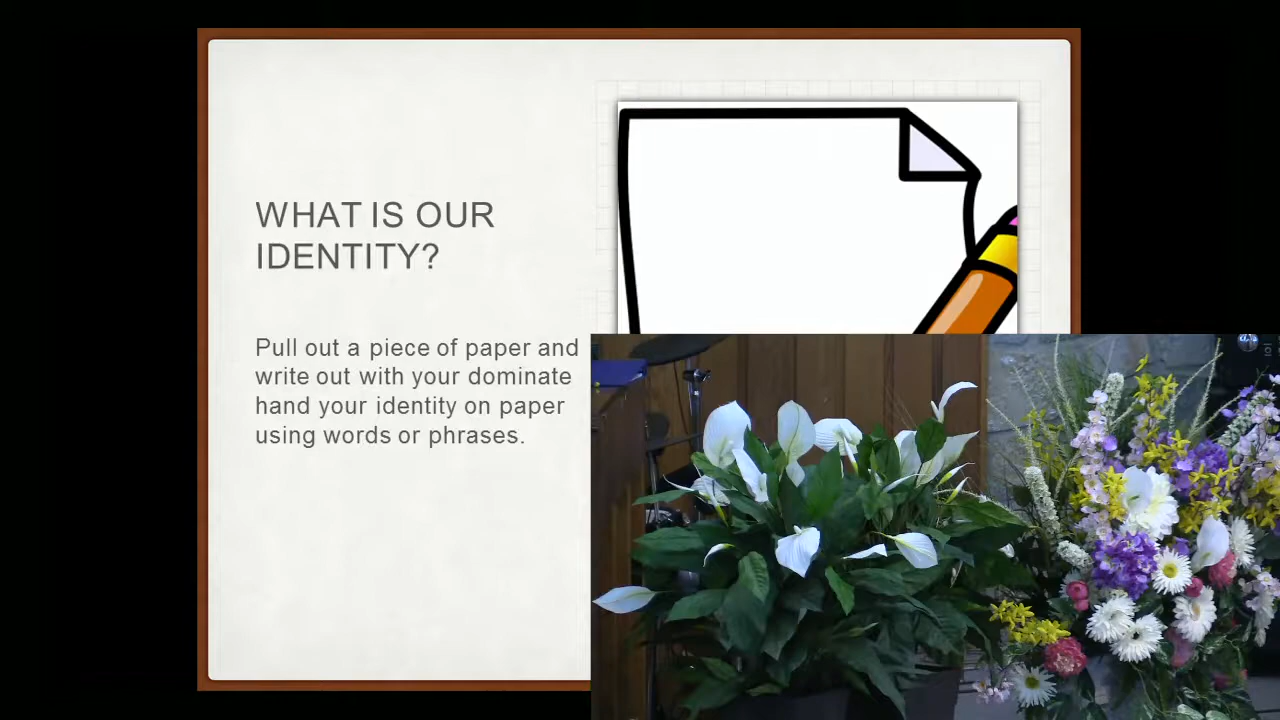 WHAT IS OUR
IDENTITY?
Pull out a piece of paper and
write out with your dominate
hand your identity on paper
using words or phrases.